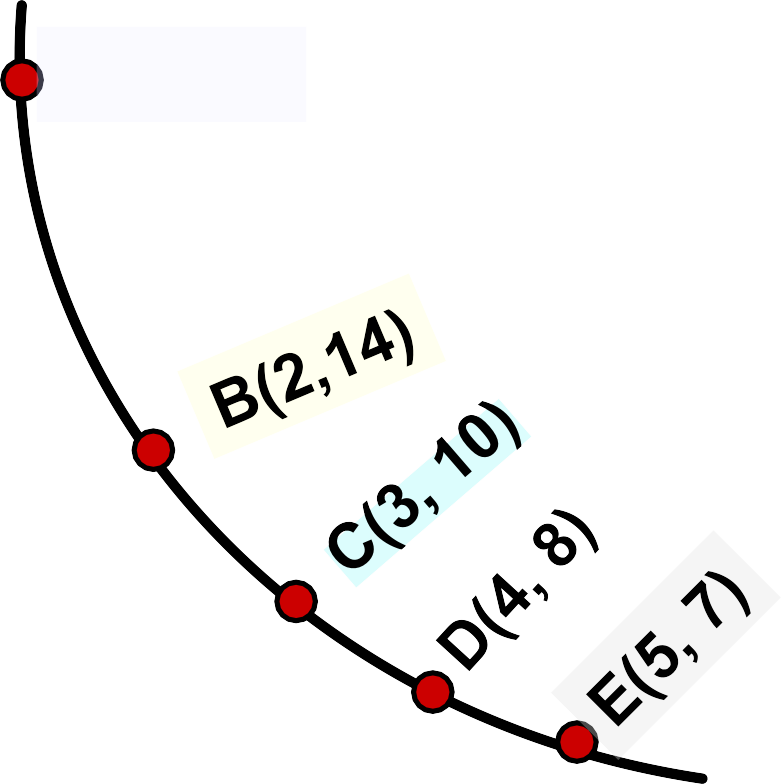 B(2,14)
C(3, 10)
D(4, 8)
E(5, 7)